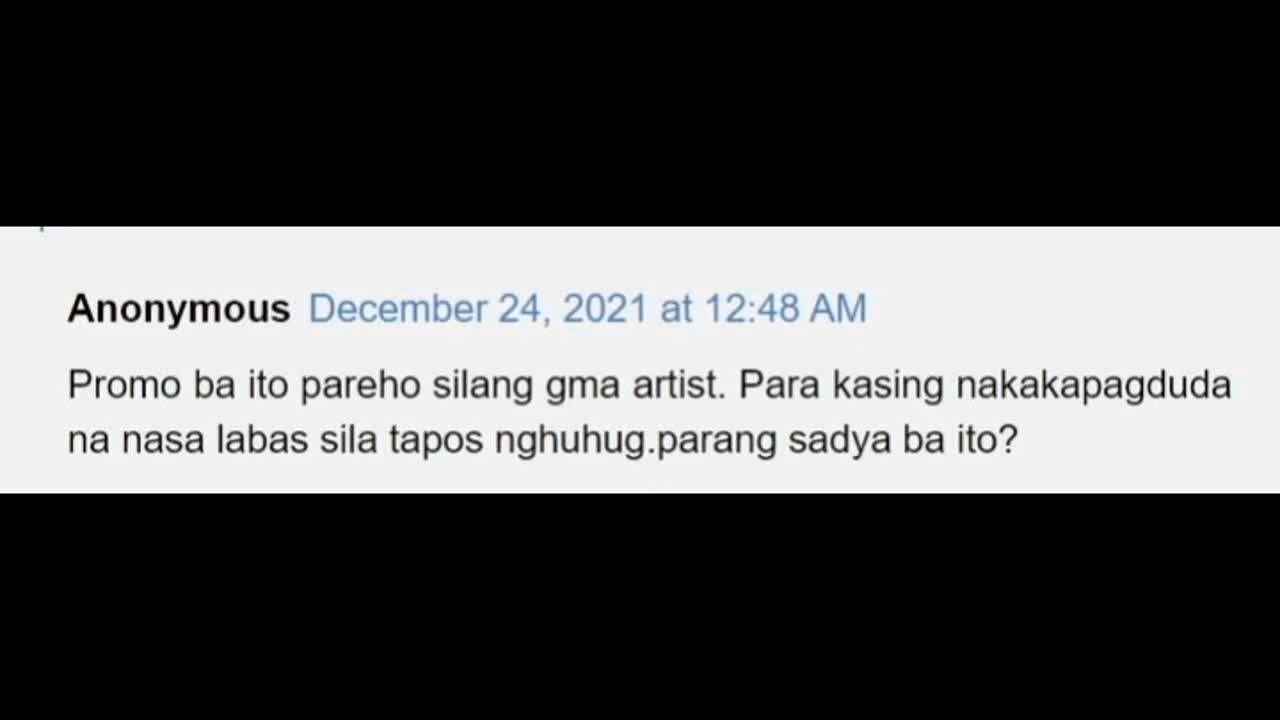 Anonymous December 24, 2021 at 12:48 AM
Promo ba ito pareho silang gma artist. Para kasing nakakapagduda
na nasa labas sila tapos nghuhug.parang sadya ba ito?